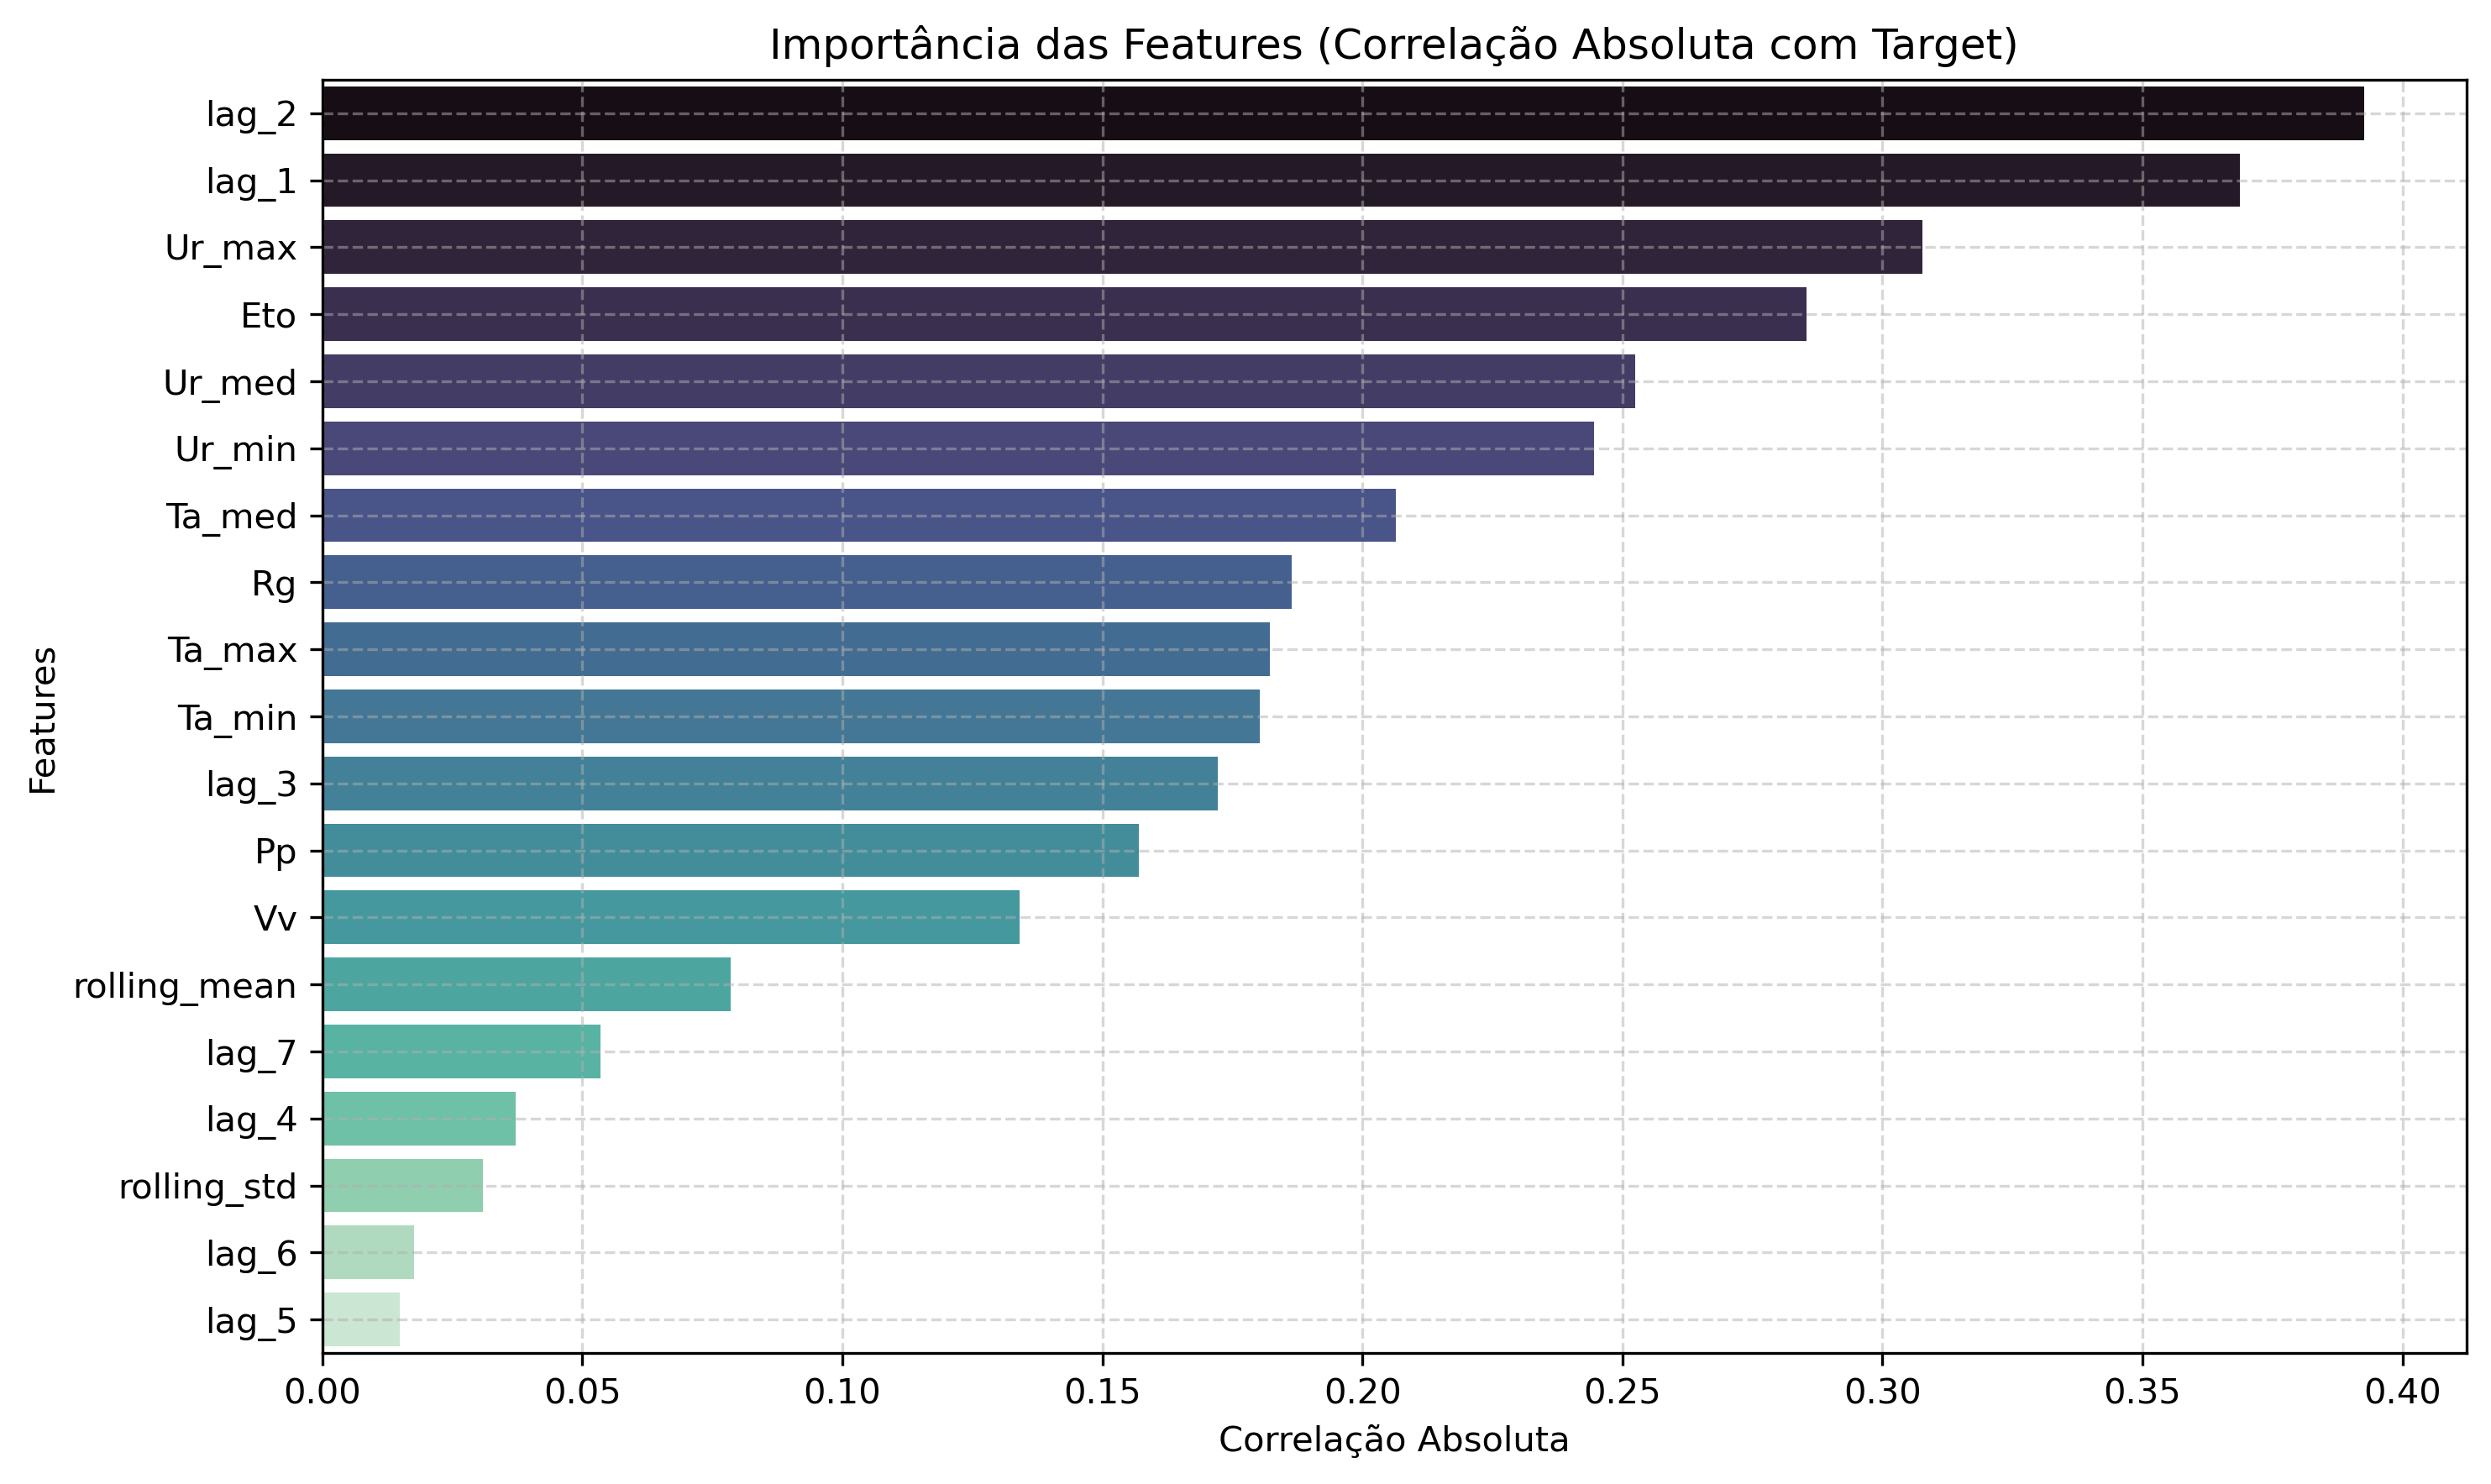 Importância das Features (Correlação Absoluta com Target)
Features
lag_2
lag_1
Ur_max
Eto
Ur_med
Ur_min
Ta_med
Rg
Ta_max
Ta_min
lag_3
Pp
Vv
rolling_mean
lag_7
lag_4
rolling_std
lag_6
lag_5
0.00 0.05 0.10 0.15 0.20 0.25 0.30 0.35 0.40
Correlação Absoluta